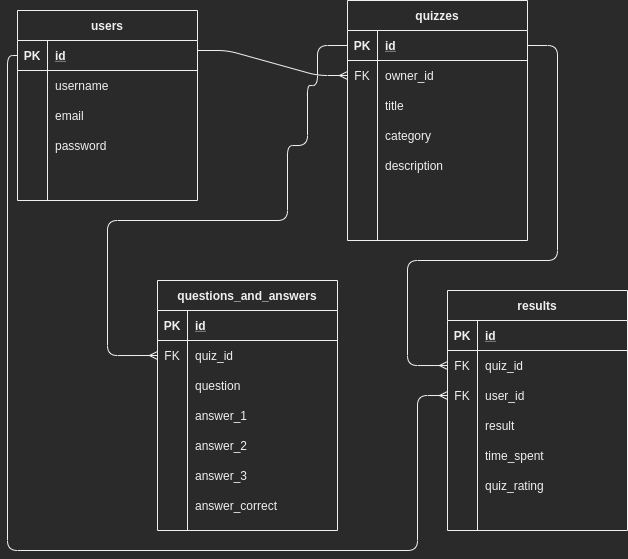 users
PK id
username
email
password
quizzes
PK id
FK owner_id
title
category
description
questions_and_answers
PK id
FK quiz_id
question
answer_1
answer_2
answer_3
answer_correct
results
PK id
FK quiz_id
FK user_id
result
time_spent
quiz_rating